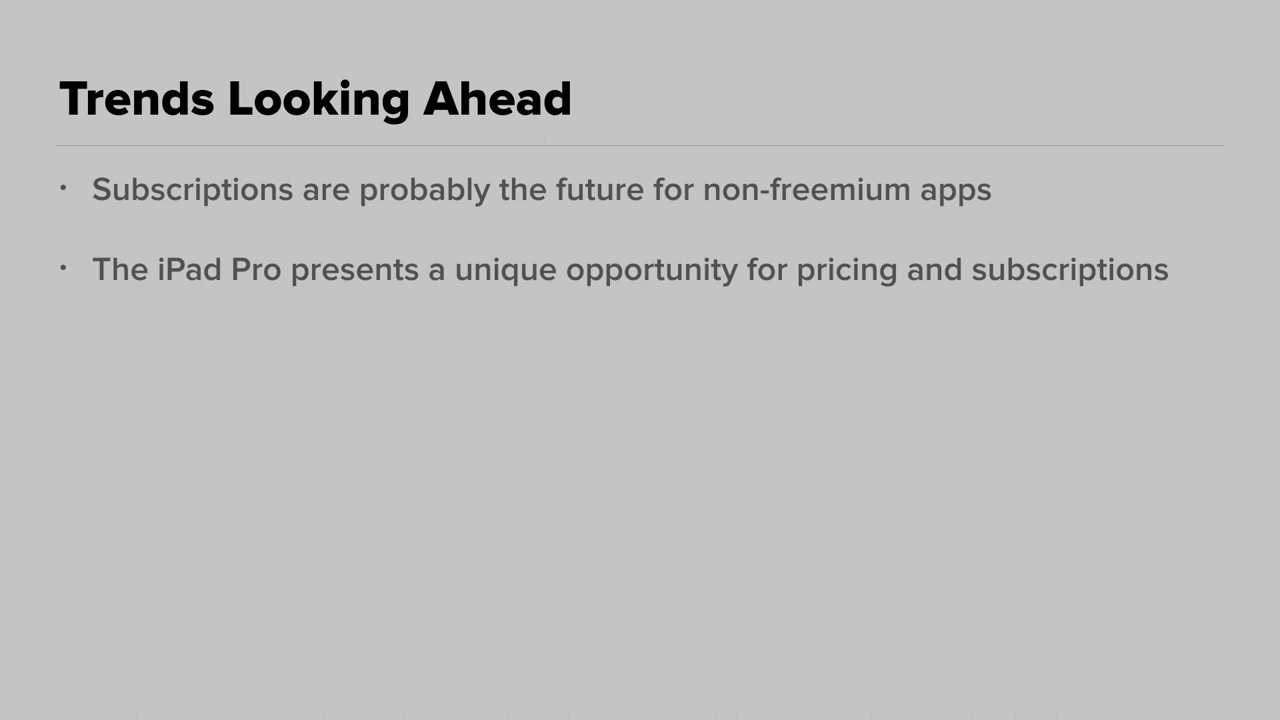 Trends Looking Ahead
• Subscriptions are probably the future for non-freemium apps
• The iPad Pro presents a unique opportunity for pricing and subscriptions